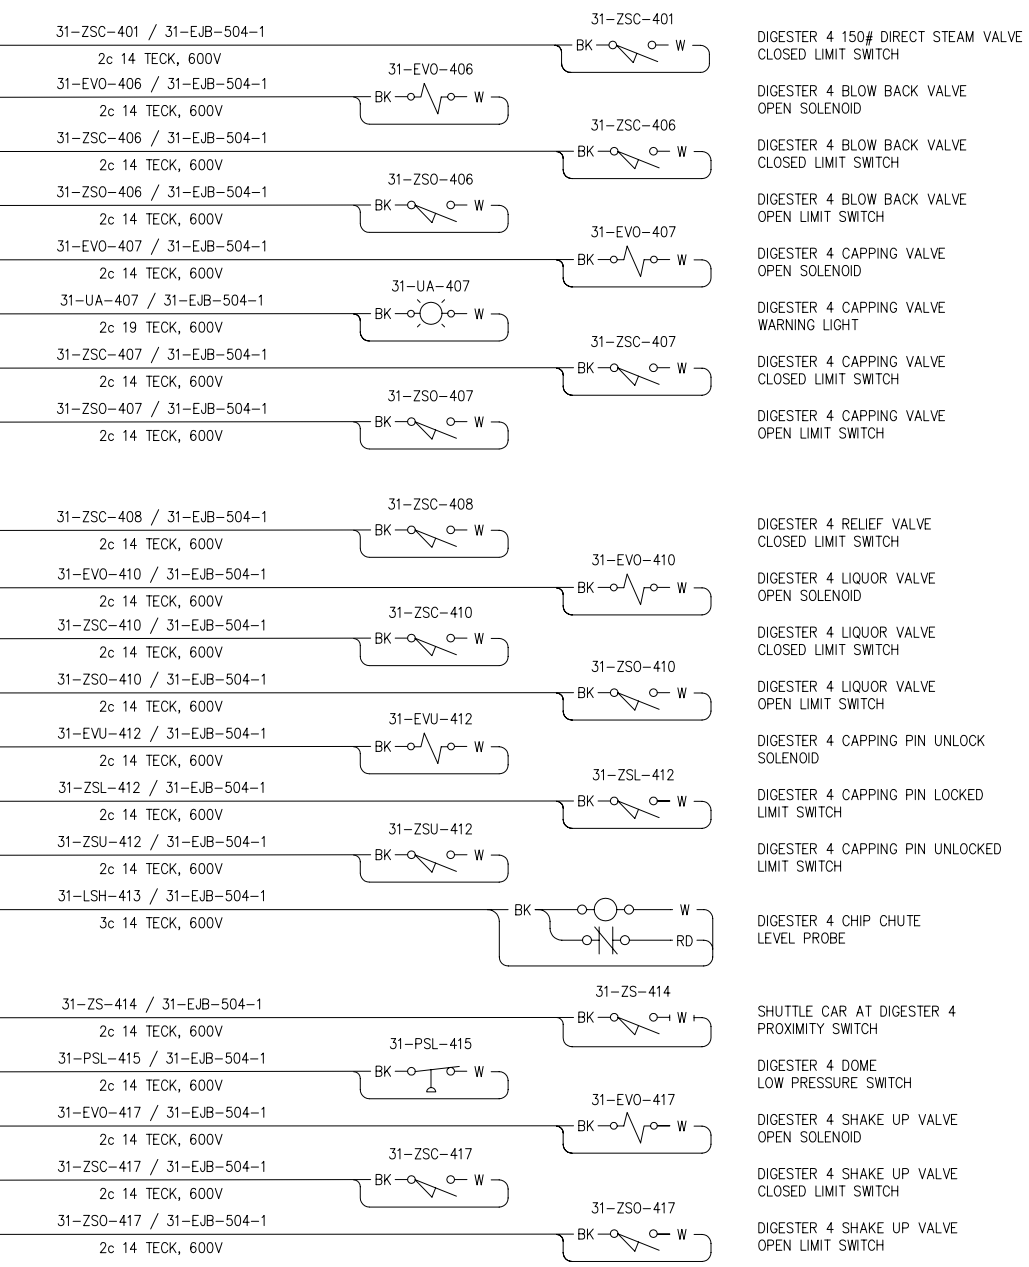 31-ZSC-401 / 31-EJB-504-1
2c 14 TECK, 600V
31-ZSC-401
BK W
DIGESTER 4 150# DIRECT STEAM VALVE
CLOSED LIMIT SWITCH
31-EVO-406 / 31-EJB-504-1
2c 14 TECK, 600V
31-EVO-406
BK W
DIGESTER 4 BLOW BACK VALVE
OPEN SOLENOID
31-ZSC-406 / 31-EJB-504-1
2c 14 TECK, 600V
31-ZSC-406
BK W
DIGESTER 4 BLOW BACK VALVE
CLOSED LIMIT SWITCH
31-ZSO-406 / 31-EJB-504-1
2c 14 TECK, 600V
31-ZSO-406
BK W
DIGESTER 4 BLOW BACK VALVE
OPEN LIMIT SWITCH
31-EVO-407 / 31-EJB-504-1
2c 14 TECK, 600V
31-EVO-407
BK W
DIGESTER 4 CAPPING VALVE
OPEN SOLENOID
31-UA-407 / 31-EJB-504-1
2c 19 TECK, 600V
31-UA-407
BK W
DIGESTER 4 CAPPING VALVE
WARNING LIGHT
31-ZSC-407 / 31-EJB-504-1
2c 14 TECK, 600V
31-ZSC-407
BK W
DIGESTER 4 CAPPING VALVE
CLOSED LIMIT SWITCH
31-ZSO-407 / 31-EJB-504-1
2c 14 TECK, 600V
31-ZSO-407
BK W
DIGESTER 4 CAPPING VALVE
OPEN LIMIT SWITCH
31-ZSC-408 / 31-EJB-504-1
2c 14 TECK, 600V
31-ZSC-408
BK W
DIGESTER 4 RELIEF VALVE
CLOSED LIMIT SWITCH
31-EVO-410 / 31-EJB-504-1
2c 14 TECK, 600V
31-EVO-410
BK W
DIGESTER 4 LIQUOR VALVE
OPEN SOLENOID
31-ZSC-410 / 31-EJB-504-1
2c 14 TECK, 600V
31-ZSC-410
BK W
DIGESTER 4 LIQUOR VALVE
CLOSED LIMIT SWITCH
31-ZSO-410 / 31-EJB-504-1
2c 14 TECK, 600V
31-ZSO-410
BK W
DIGESTER 4 LIQUOR VALVE
OPEN LIMIT SWITCH
31-EVU-412 / 31-EJB-504-1
2c 14 TECK, 600V
31-EVU-412
BK W
DIGESTER 4 CAPPING PIN UNLOCK
SOLENOID
31-ZSL-412 / 31-EJB-504-1
2c 14 TECK, 600V
31-ZSL-412
BK W
DIGESTER 4 CAPPING PIN LOCKED
LIMIT SWITCH
31-ZSU-412 / 31-EJB-504-1
2c 14 TECK, 600V
31-ZSU-412
BK W
DIGESTER 4 CAPPING PIN UNLOCKED
LIMIT SWITCH
31-LSH-413 / 31-EJB-504-1
3c 14 TECK, 600V
BK W
RD
DIGESTER 4 CHIP CHUTE
LEVEL PROBE
31-ZS-414 / 31-EJB-504-1
2c 14 TECK, 600V
31-ZS-414
BK W
SHUTTLE CAR AT DIGESTER 4
PROXIMITY SWITCH
31-PSL-415 / 31-EJB-504-1
2c 14 TECK, 600V
31-PSL-415
BK W
DIGESTER 4 DOME
LOW PRESSURE SWITCH
31-EVO-417 / 31-EJB-504-1
2c 14 TECK, 600V
31-EVO-417
BK W
DIGESTER 4 SHAKE UP VALVE
OPEN SOLENOID
31-ZSC-417 / 31-EJB-504-1
2c 14 TECK, 600V
31-ZSC-417
BK W
DIGESTER 4 SHAKE UP VALVE
CLOSED LIMIT SWITCH
31-ZSO-417 / 31-EJB-504-1
2c 14 TECK, 600V
31-ZSO-417
BK W
DIGESTER 4 SHAKE UP VALVE
OPEN LIMIT SWITCH